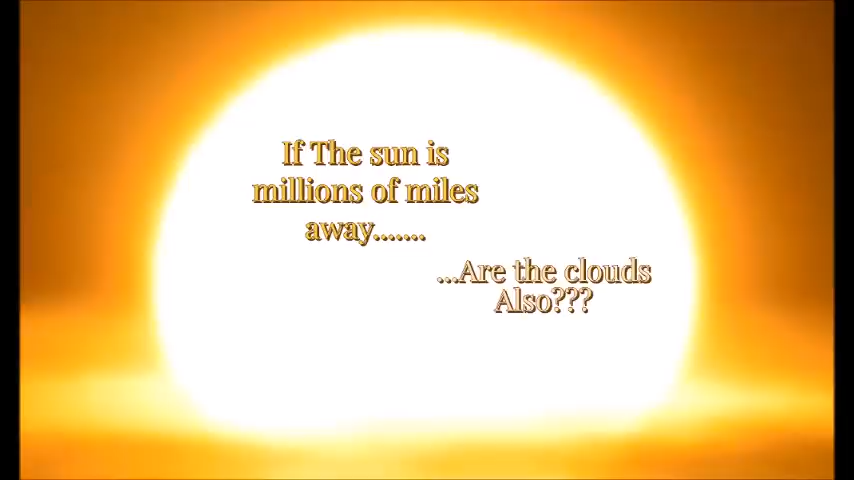 If The sun is
millions of miles
away.......
...Are the clouds
Also???